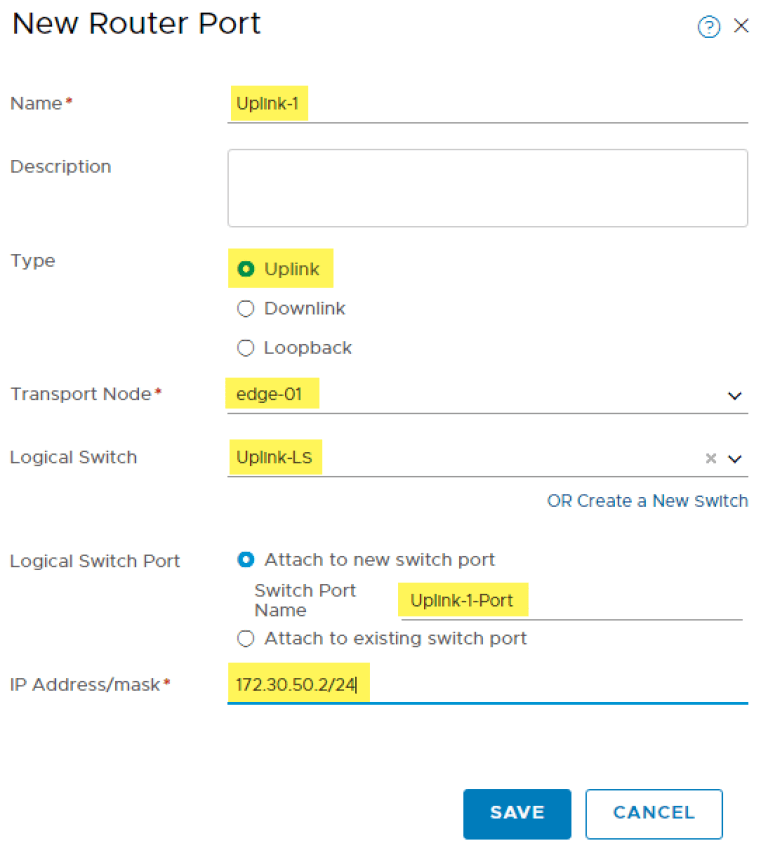 New Router Port
?
Name*
Uplink-1
Description
Type
Uplink
Downlink
Loopback
Transport Node*
edge-01
Logical Switch
Uplink-LS
OR Create a New Switch
Logical Switch Port
Attach to new switch port
Switch Port
Name
Uplink-1-Port
Attach to existing switch port
IP Address/mask*
172.30.50.2/24
SAVE
CANCEL